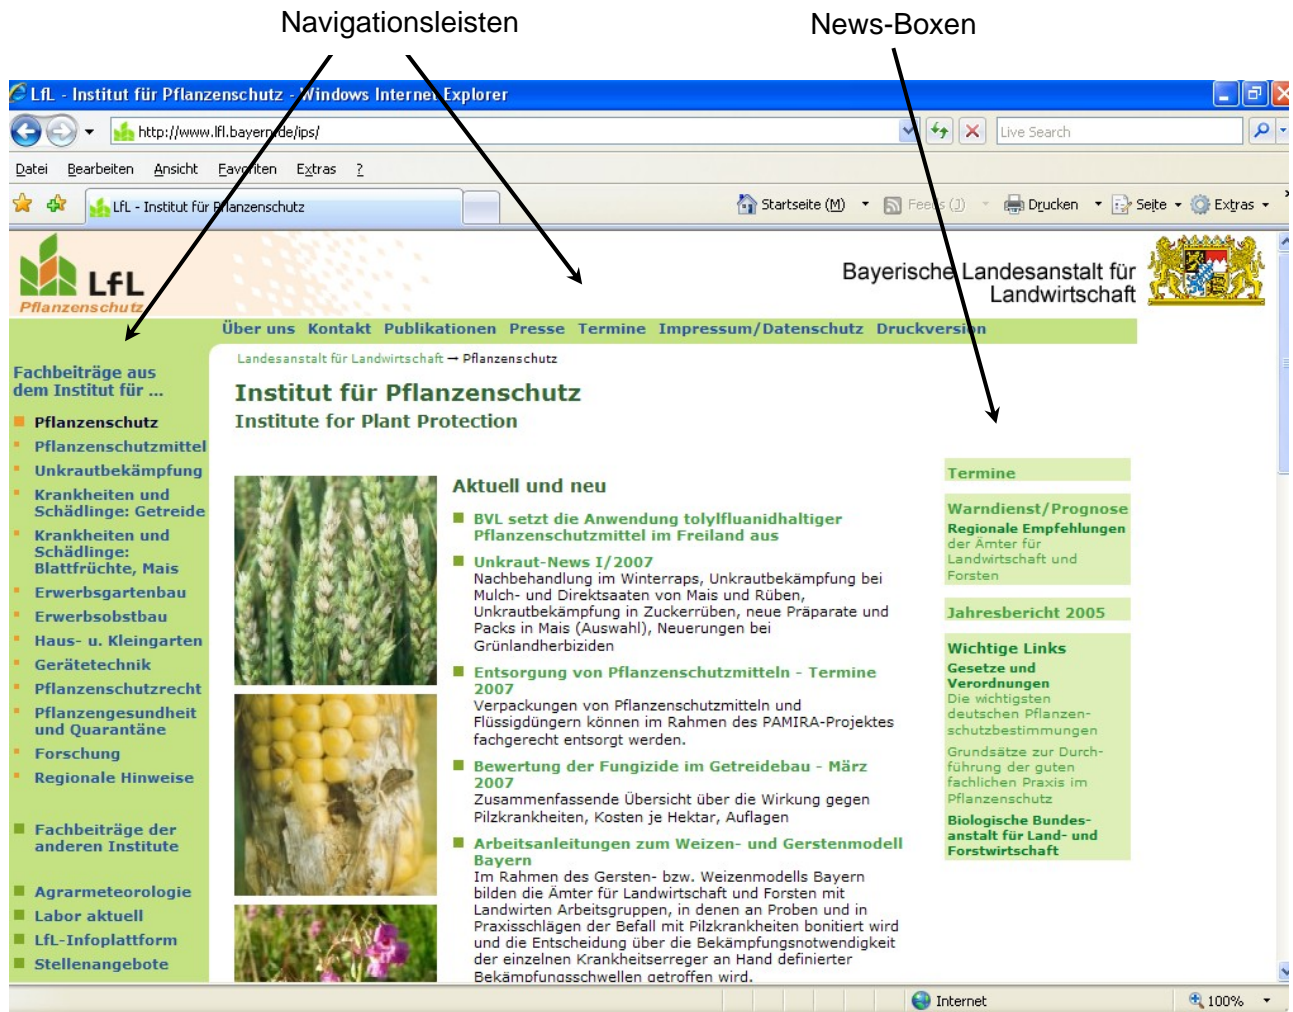 Navigationsleisten
News-Boxen
LfL - Institut für Pflanzenschutz - Windows Internet Explorer
http://www.lfl.bayern.de/ips/
Live Search
Datei Bearbeiten Ansicht Favoriten Extras ?
LfL - Institut für Pflanzenschutz
Startseite (M) Feeds (J) Drucken Seite Extras
LfL
Pflanzenschutz
Bayerische Landesanstalt für
Landwirtschaft
Über uns Kontakt Publikationen Presse Termine Impressum/Datenschutz Druckversion
Fachbeiträge aus
dem Institut für ...
Pflanzenschutz
Pflanzenschutzmittel
Unkrautbekämpfung
Krankheiten und
Schädlinge: Getreide
Krankheiten und
Schädlinge:
Blattfrüchte, Mais
Erwerbsgartenbau
Erwerbsobstbau
Haus- u. Kleingarten
Gerätetechnik
Pflanzenschutzrecht
Pflanzengesundheit
und Quarantäne
Forschung
Regionale Hinweise
Fachbeiträge der
anderen Institute
Agrarmeteorologie
Labor aktuell
LfL-Infoplattform
Stellenangebote
Landesanstalt für Landwirtschaft → Pflanzenschutz
Institut für Pflanzenschutz
Institute for Plant Protection
Aktuell und neu
BVL setzt die Anwendung tolylfluanidhaltiger
Pflanzenschutzmittel im Freiland aus
Unkraut-News I/2007
Nachbehandlung im Winterraps, Unkrautbekämpfung bei
Mulch- und Direktsaaten von Mais und Rüben,
Unkrautbekämpfung in Zuckerrüben, neue Präparate und
Packs in Mais (Auswahl), Neuerungen bei
Grünlandherbiziden
Entsorgung von Pflanzenschutzmitteln - Termine
2007
Verpackungen von Pflanzenschutzmitteln und
Flüssigdüngern können im Rahmen des PAMIRA-Projektes
fachgerecht entsorgt werden.
Bewertung der Fungizide im Getreidebau - März
2007
Zusammenfassende Übersicht über die Wirkung gegen
Pilzkrankheiten, Kosten je Hektar, Auflagen
Arbeitsanleitungen zum Weizen- und Gerstenmodell
Bayern
Im Rahmen des Gersten- bzw. Weizenmodells Bayern
bilden die Ämter für Landwirtschaft und Forsten mit
Landwirten Arbeitsgruppen, in denen an Proben und in
Praxisschlägen der Befall mit Pilzkrankheiten bonitiert wird
und die Entscheidung über die Bekämpfungsnotwendigkeit
der einzelnen Krankheitserreger an Hand definierter
Bekämpfungsschwellen getroffen wird.
Termine
Warndienst/Prognose
Regionale Empfehlungen
der Ämter für
Landwirtschaft und
Forsten
Jahresbericht 2005
Wichtige Links
Gesetze und
Verordnungen
Die wichtigsten
deutschen Pflanzen-
schutzbestimmungen
Grundsätze zur Durch-
führung der guten
fachlichen Praxis im
Pflanzenschutz
Biologische Bundes-
anstalt für Land- und
Forstwirtschaft
Internet
100%